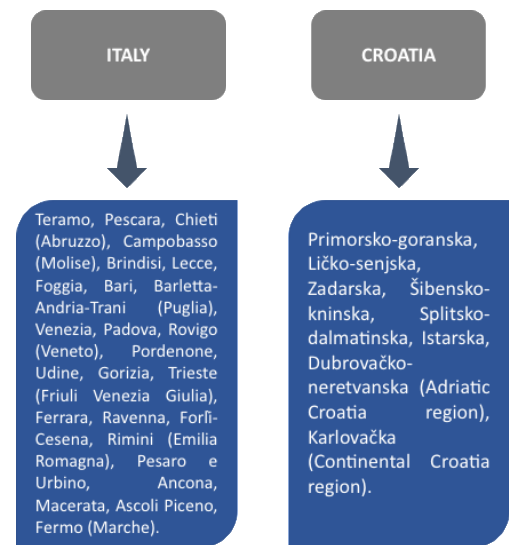 ITALY
Teramo, Pescara, Chieti
(Abruzzo), Campobasso
(Molise), Brindisi, Lecce,
Foggia, Bari, Barletta-
Andria-Trani (Puglia),
Venezia, Padova, Rovigo
(Veneto), Pordenone,
Udine, Gorizia, Trieste
(Friuli Venezia Giulia),
Ferrara, Ravenna, Forlì-
Cesena, Rimini (Emilia
Romagna), Pesaro e
Urbino, Ancona,
Macerata, Ascoli Piceno,
Fermo (Marche).
CROATIA
Primorsko-goranska,
Ličko-senjska,
Zadarska, Šibensko-
kninska, Splitsko-
dalmatinska, Istarska,
Dubrovačko-
neretvanska (Adriatic
Croatia region),
Karlovačka
(Continental Croatia
region).